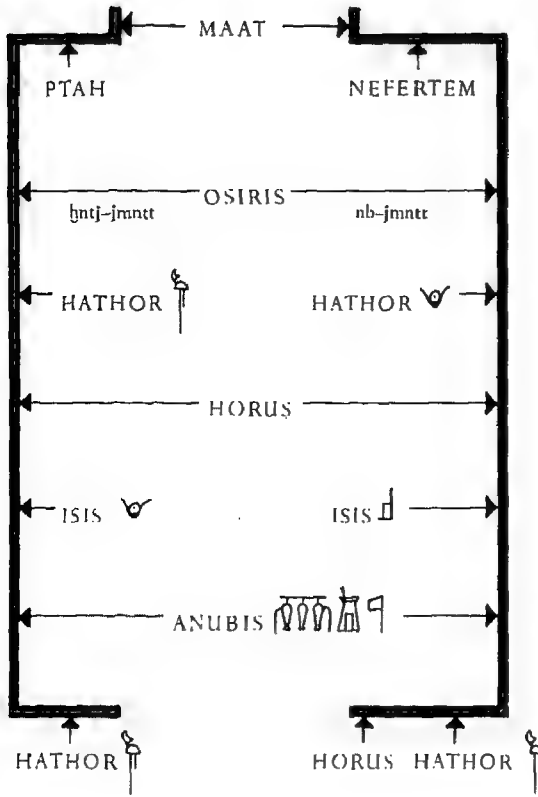 MAAT
PTAH NEFERTEM
OSIRIS
ḫntj-jmntt nb-jmntt
HATHOR HATHOR
HORUS
ISIS ISIS
ANUBIS
HATHOR HORUS HATHOR